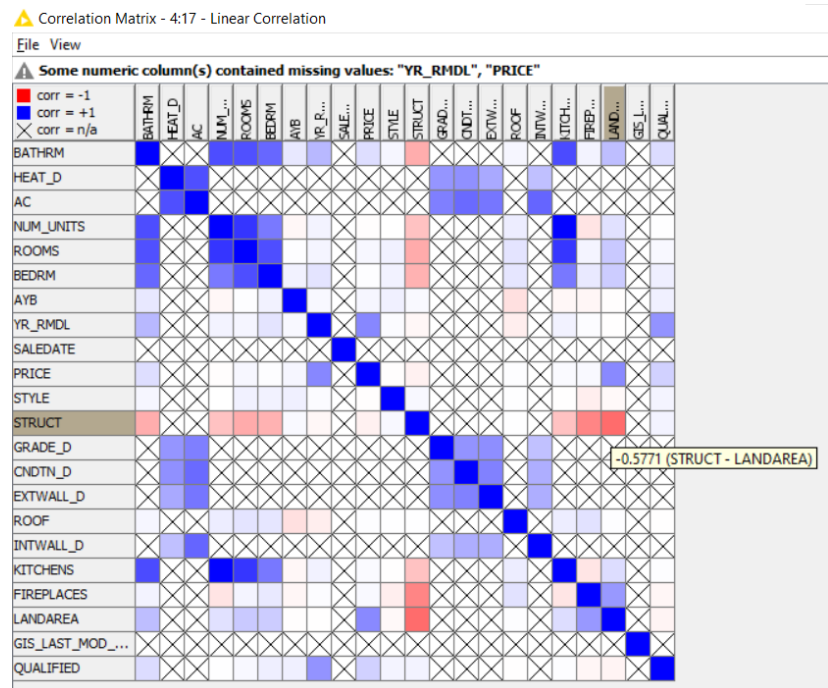 Correlation Matrix - 4:17 - Linear Correlation
File View
Some numeric column(s) contained missing values: "YR_RMDL", "PRICE"
corr = -1
corr = +1
corr = n/a
BATHRM HEAT_D AC NUM_... ROOMS BEDRM AYB YR_R... SALE... PRICE STYLE STRUCT GRAD... CNDT... EXTW... ROOF INTW... KITCH... FIREP... LAND... GIS_L... QUAL...
BATHRM
HEAT_D
AC
NUM_UNITS
ROOMS
BEDRM
AYB
YR_RMDL
SALEDATE
PRICE
STYLE
STRUCT
GRADE_D
-0.5771 (STRUCT - LANDAREA)
CNDTN_D
EXTWALL_D
ROOF
INTWALL_D
KITCHENS
FIREPLACES
LANDAREA
GIS_LAST_MOD_...
QUALIFIED